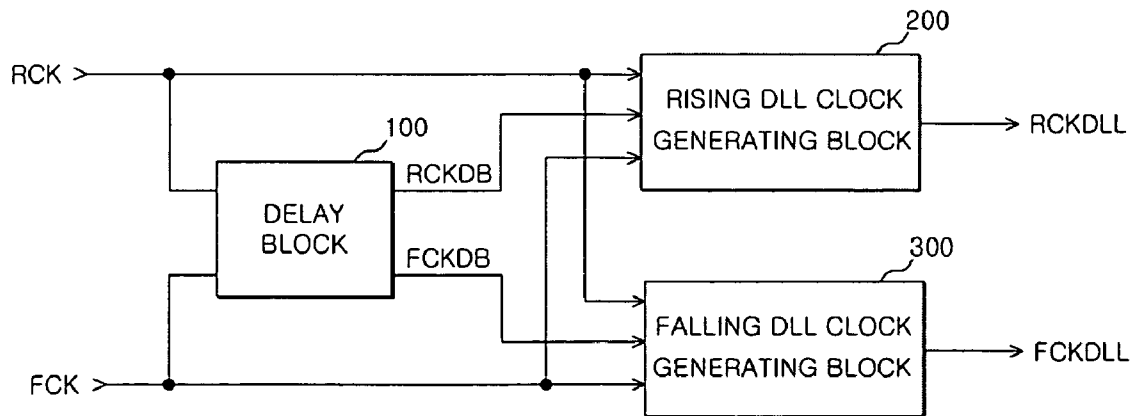 200
RCK
RISING DLL CLOCK
GENERATING BLOCK
RCKDLL
100
RCKDB
DELAY
BLOCK
FCKDB
300
FALLING DLL CLOCK
GENERATING BLOCK
FCKDLL
FCK